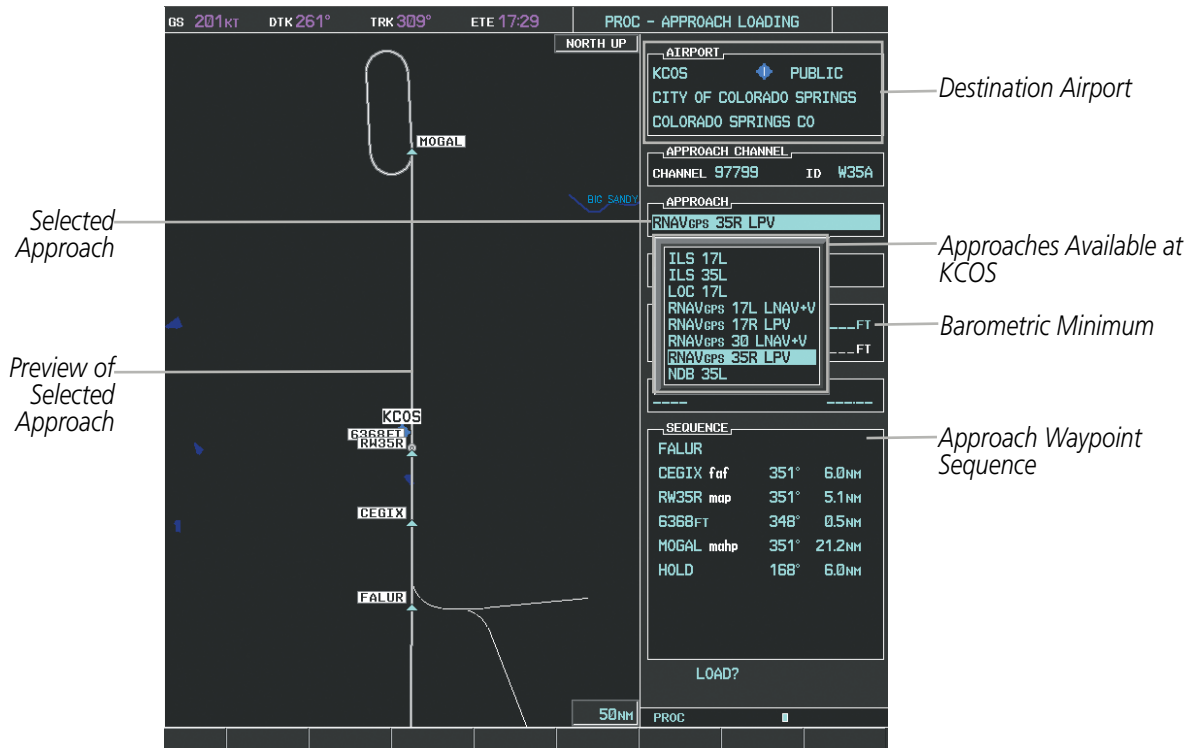 GS 201KT DTK 261° TRK 309° ETE 17:29 PROC – APPROACH LOADING
NORTH UP
AIRPORT
KCOS PUBLIC
CITY OF COLORADO SPRINGS
COLORADO SPRINGS CO
Destination Airport
MOGAL
APPROACH CHANNEL
CHANNEL 97799 ID W35A
BIG SANDY
APPROACH
RNAVGPS 35R LPV
Selected
Approach
ILS 17L
ILS 35L
LOC 17L
RNAVGPS 17L LNAV+V
RNAVGPS 17R LPV
RNAVGPS 30 LNAV+V
RNAVGPS 35R LPV
NDB 35L
Approaches Available at
KCOS
___FT
___FT
Barometric Minimum
____ ___:__
Preview of
Selected
Approach
KCOS
6368FT
RW35R
CEGIX
FALUR
SEQUENCE
FALUR
CEGIX faf 351° 6.0NM
RW35R map 351° 5.1NM
6368FT 348° 0.5NM
MOGAL mahp 351° 21.2NM
HOLD 168° 6.0NM
Approach Waypoint
Sequence
LOAD?
50NM
PROC